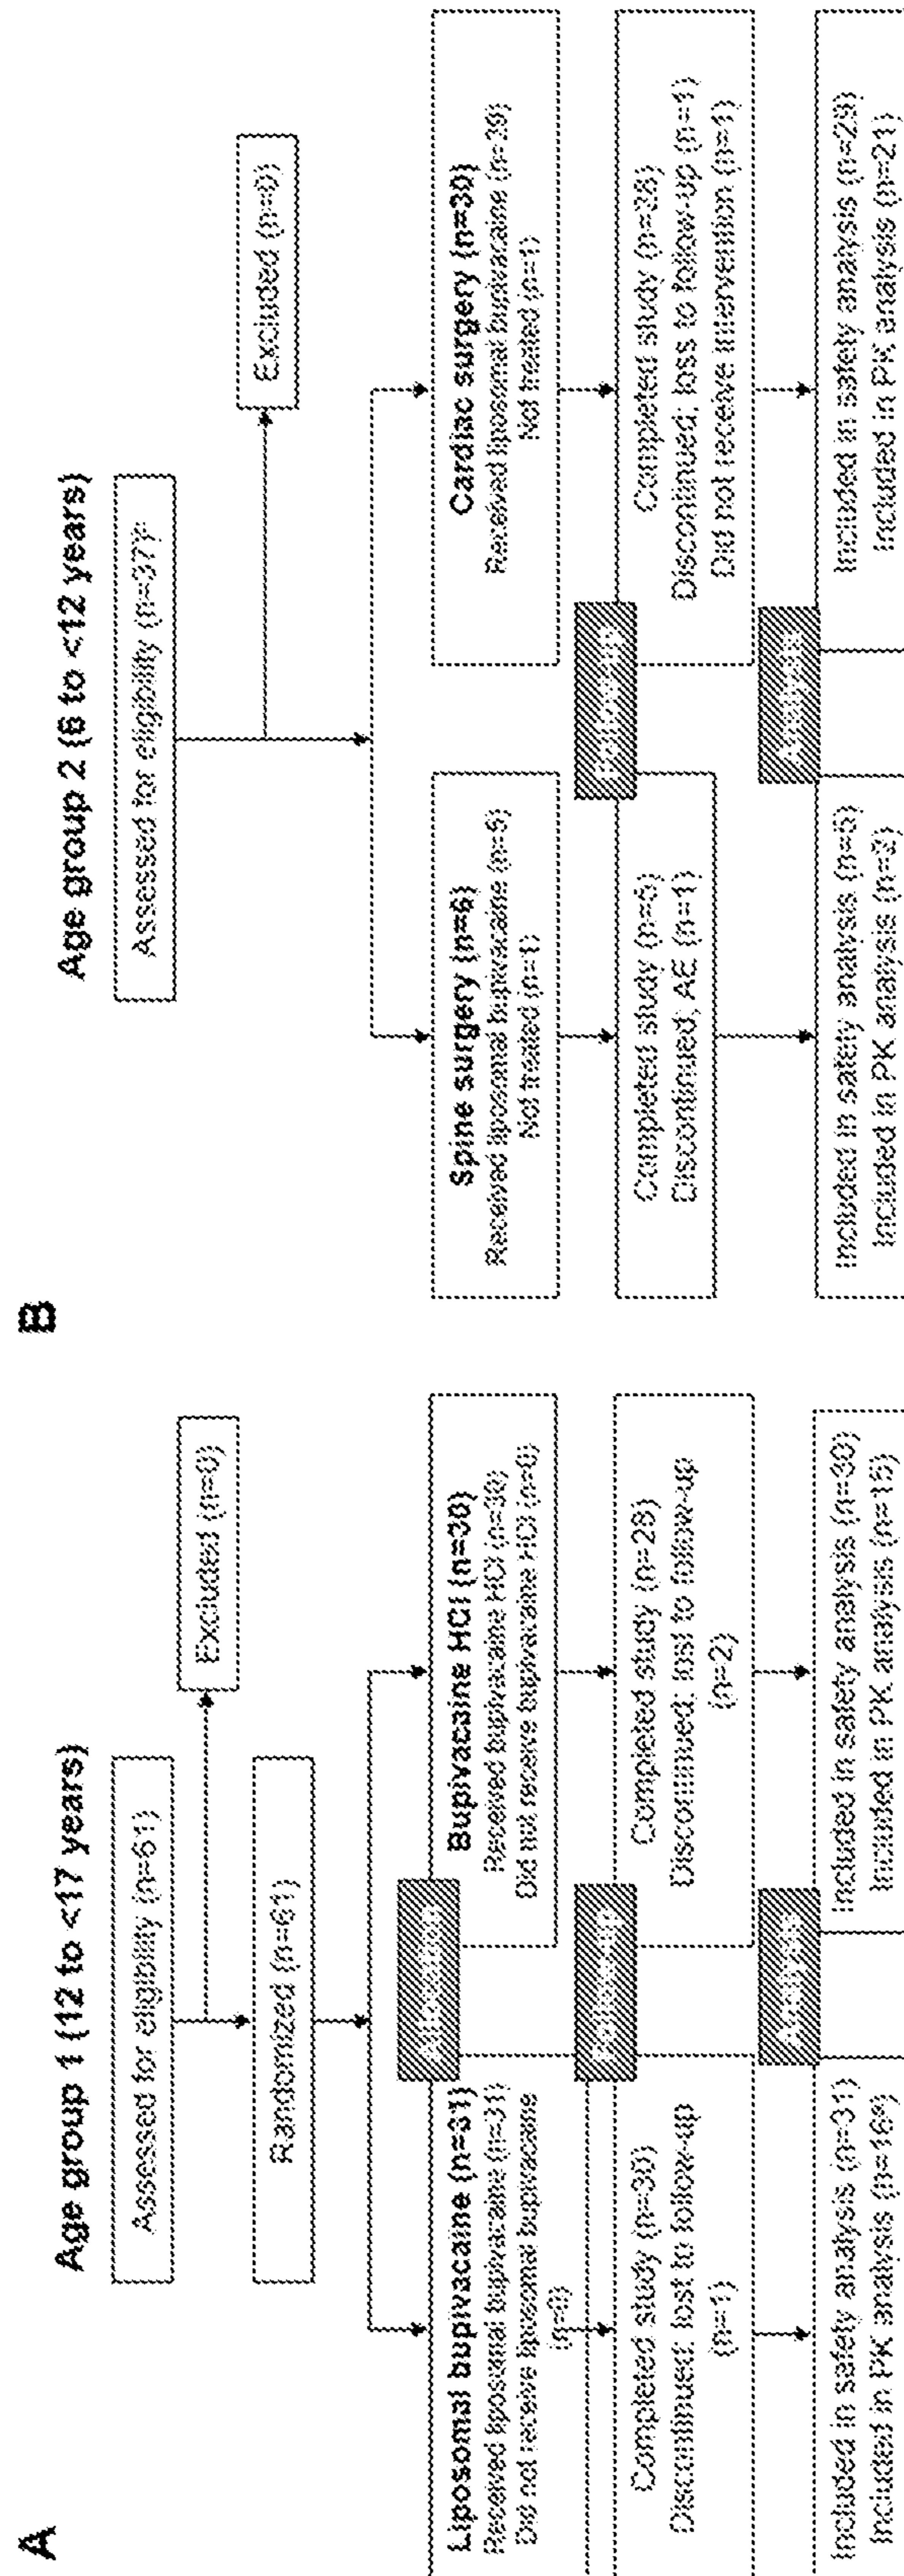 A
Age group 1 (12 to <17 years)
Assessed for eligibility (n=61)
Excluded (n=0)
Randomized (n=61)
Allocation
Liposomal bupivacaine (n=31)
Received liposomal bupivacaine (n=31)
Did not receive liposomal bupivacaine
(n=0)
Bupivacaine HCl (n=30)
Received bupivacaine HCl (n=30)
Did not receive bupivacaine HCl (n=0)
Follow-up
Completed study (n=30)
Discontinued; lost to follow-up
(n=1)
Completed study (n=28)
Discontinued; lost to follow-up
(n=2)
Analysis
Included in safety analysis (n=31)
Included in PK analysis (n=16*)
Included in safety analysis (n=30)
Included in PK analysis (n=15)
B
Age group 2 (6 to <12 years)
Assessed for eligibility
Excluded (n=0)
Spine surgery (n=6)
Received liposomal bupivacaine (n=5)
Not treated (n=1)
Cardiac surgery (n=30)
Received liposomal bupivacaine (n=29)
Not treated (n=1)
Follow-up
Completed study (n=5)
Discontinued; AE (n=1)
Completed study (n=28)
Discontinued; loss to follow-up (n=1)
Did not receive intervention (n=1)
Analysis
Included in safety analysis (n=5)
Included in PK analysis (n=3)
Included in safety analysis (n=29)
Included in PK analysis (n=21)